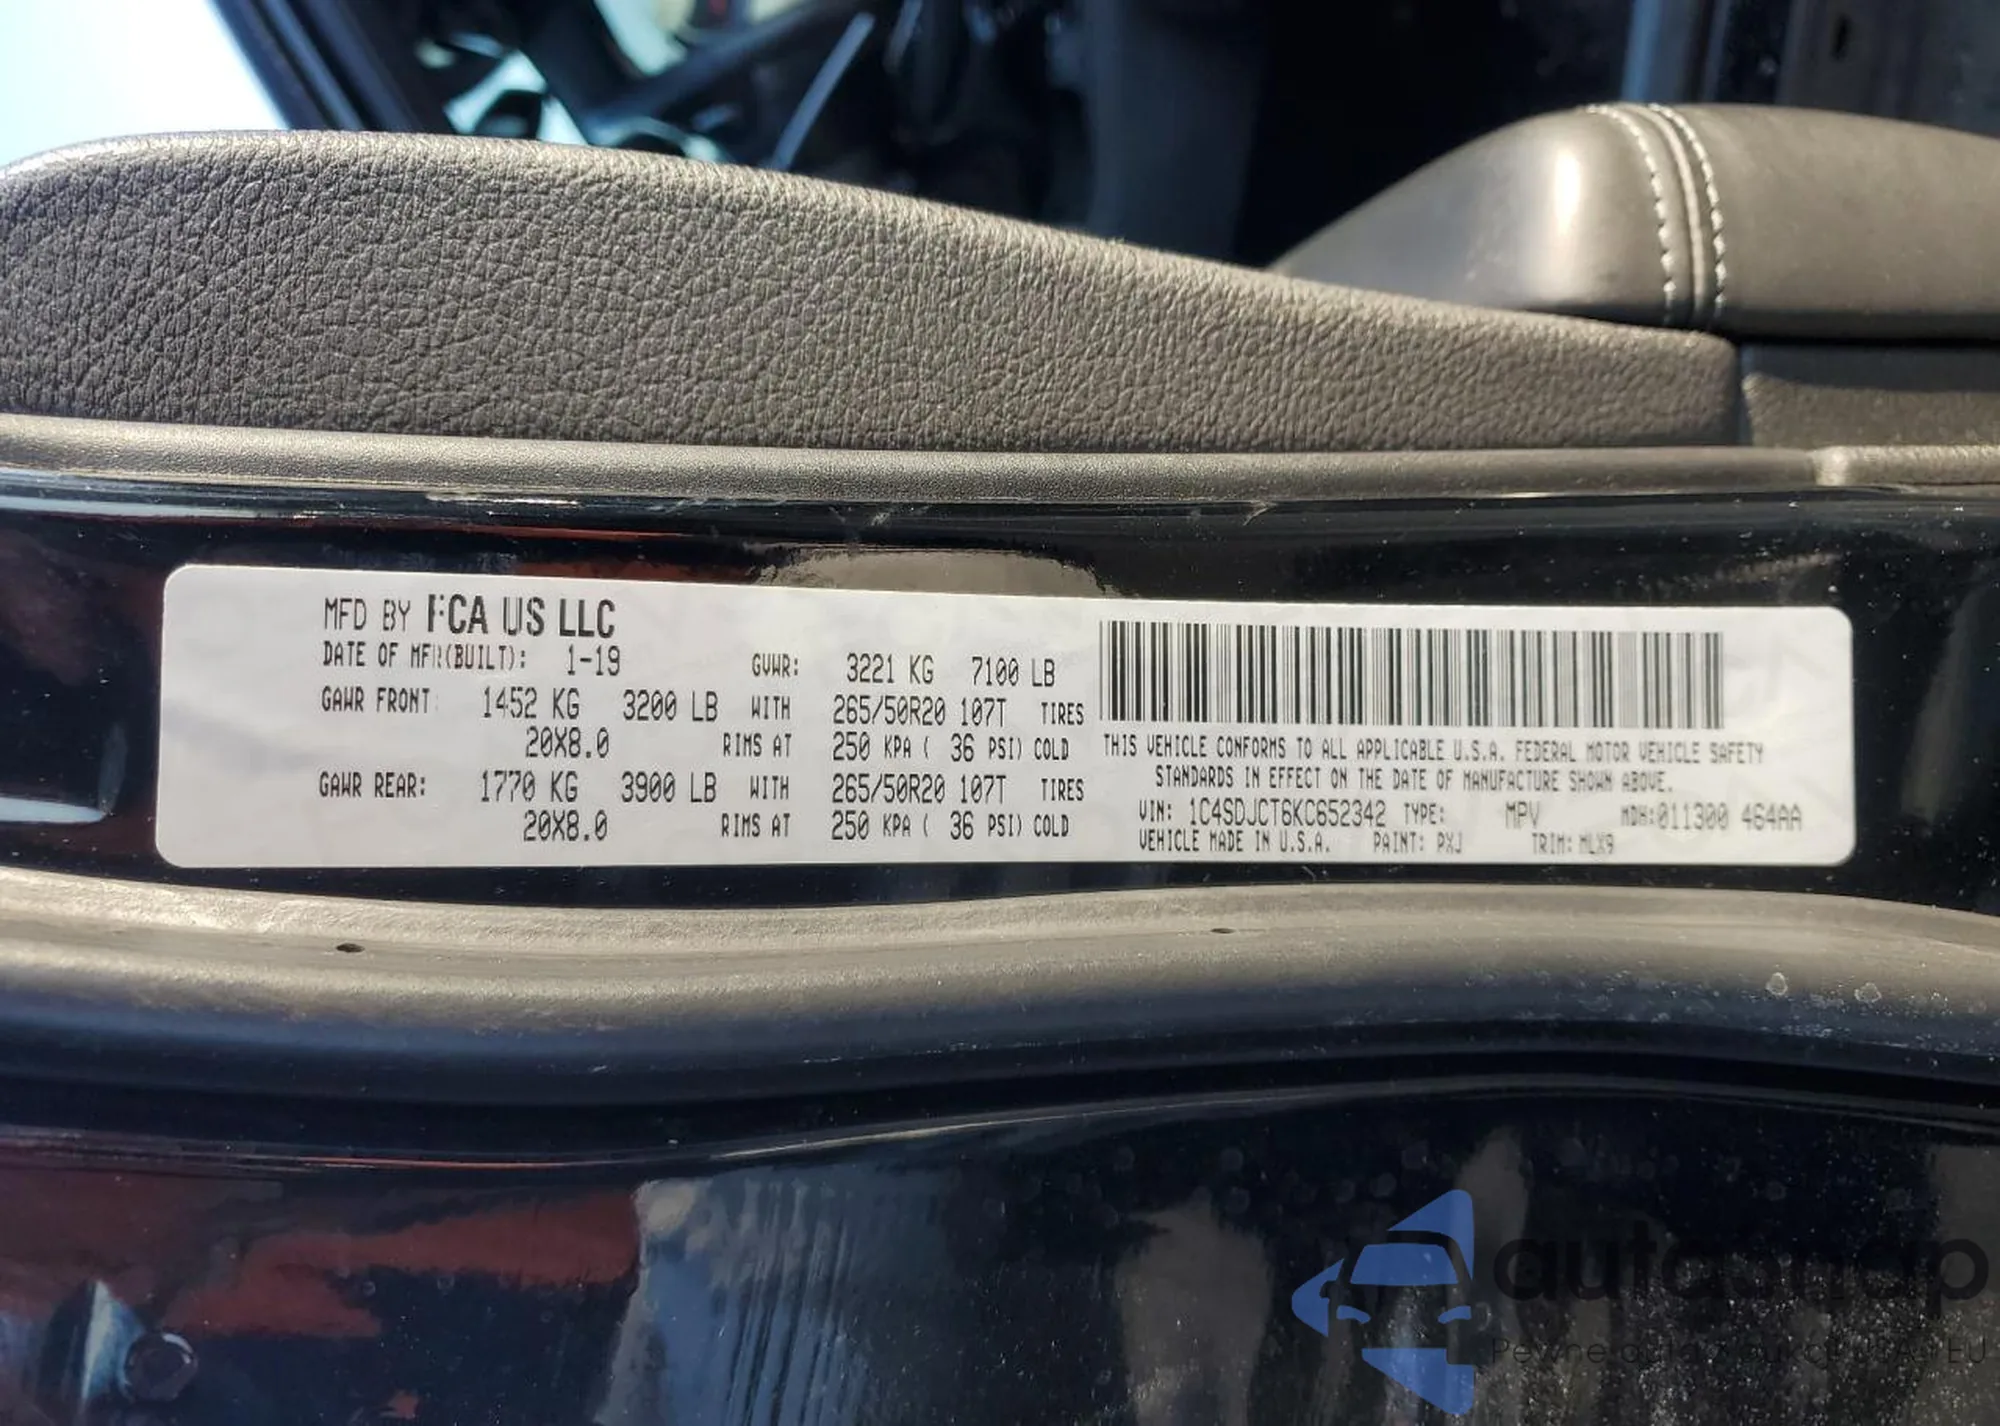 MFD BY FCA US LLC
DATE OF MFR(BUILT): 1-19 GVWR: 3221 KG 7100 LB
GAWR FRONT: 1452 KG 3200 LB WITH 265/50R20 107T TIRES
20X8.0 RIMS AT 250 KPA ( 36 PSI) COLD
GAWR REAR: 1770 KG 3900 LB WITH 265/50R20 107T TIRES
20X8.0 RIMS AT 250 KPA ( 36 PSI) COLD
THIS VEHICLE CONFORMS TO ALL APPLICABLE U.S.A. FEDERAL MOTOR VEHICLE SAFETY
STANDARDS IN EFFECT ON THE DATE OF MANUFACTURE SHOWN ABOVE.
VIN: 1C4SDJCT6KC652342 TYPE: MPV MDH:011300 464AA
VEHICLE MADE IN U.S.A. PAINT: PXJ TRIM: MLX9
Pewne auta z